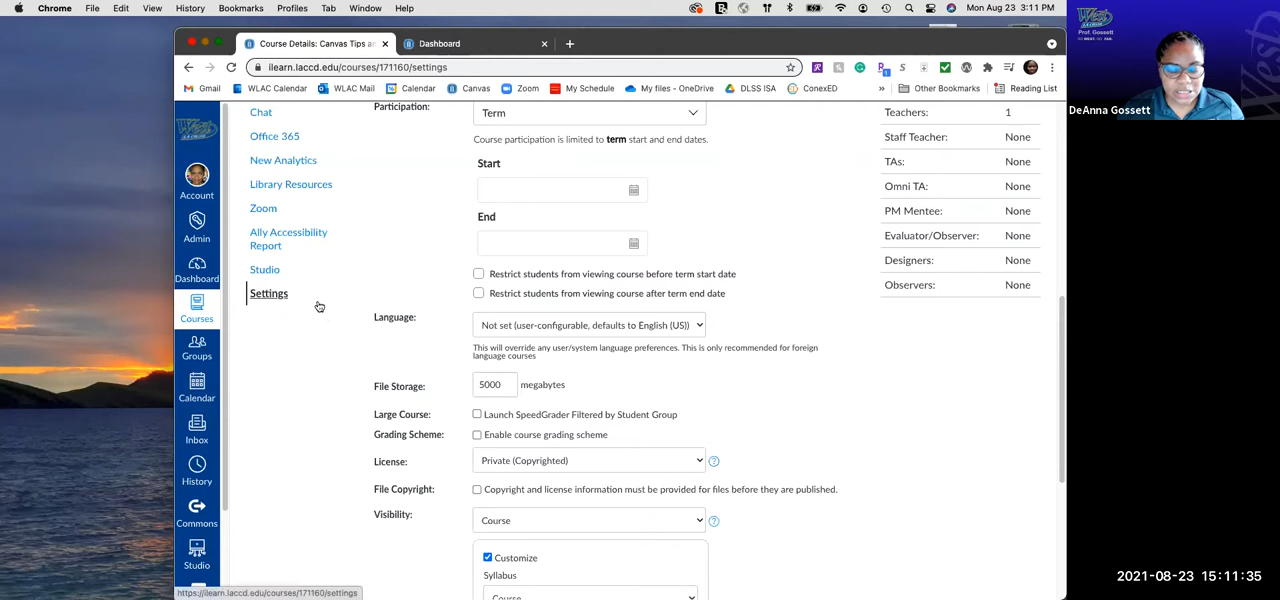 Chrome File Edit View History Bookmarks Profiles Tab Window Help Mon Aug 23 3:11 PM
Course Details: Canvas Tips an Dashboard
ilearn.laccd.edu/courses/171160/settings
Gmail WLAC Calendar WLAC Mail Calendar Canvas Zoom My Schedule My files - OneDrive DLSS ISA ConexED » Other Bookmarks Reading List
West
Prof. Gossett
DeAnna Gossett
Account
Admin
Dashboard
Courses
Groups
Calendar
Inbox
History
Commons
Studio
Chat
Office 365
New Analytics
Library Resources
Zoom
Ally Accessibility
Report
Studio
Settings
Participation: Term
Course participation is limited to term start and end dates.
Start
End
Restrict students from viewing course before term start date
Restrict students from viewing course after term end date
Language: Not set (user-configurable, defaults to English (US))
This will override any user/system language preferences. This is only recommended for foreign
language courses
File Storage: 5000 megabytes
Large Course: Launch SpeedGrader Filtered by Student Group
Grading Scheme: Enable course grading scheme
License: Private (Copyrighted)
File Copyright: Copyright and license information must be provided for files before they are published.
Visibility: Course
Customize
Syllabus
Course
Teachers: 1
Staff Teacher: None
TAs: None
Omni TA: None
PM Mentee: None
Evaluator/Observer: None
Designers: None
Observers: None
https://ilearn.laccd.edu/courses/171160/settings
2021-08-23 15:11:35